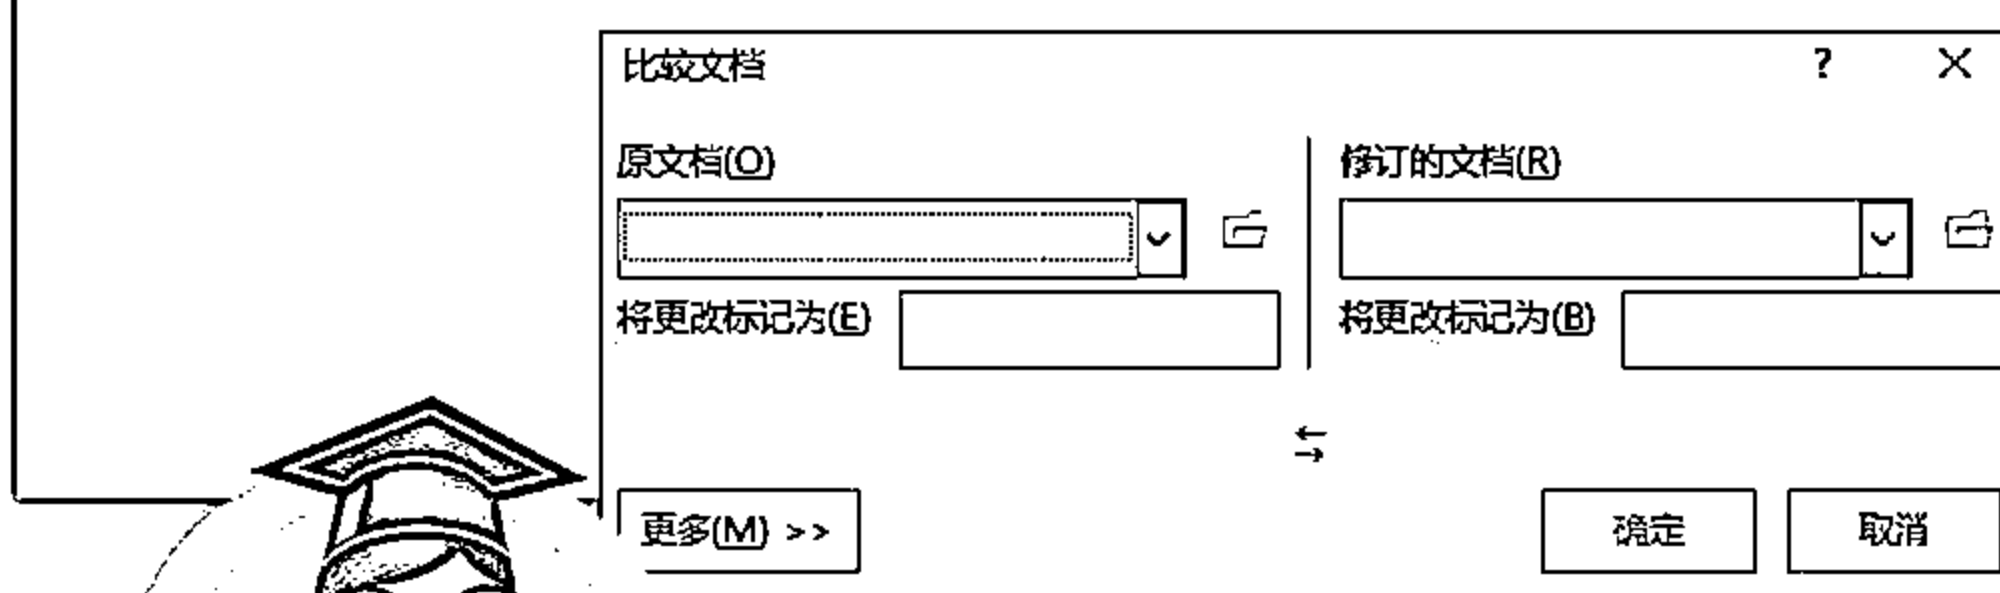 比较文档 ?
原文档(O) 修订的文档(R)
将更改标记为(E) 将更改标记为(B)
更多(M) >> 确定 取消